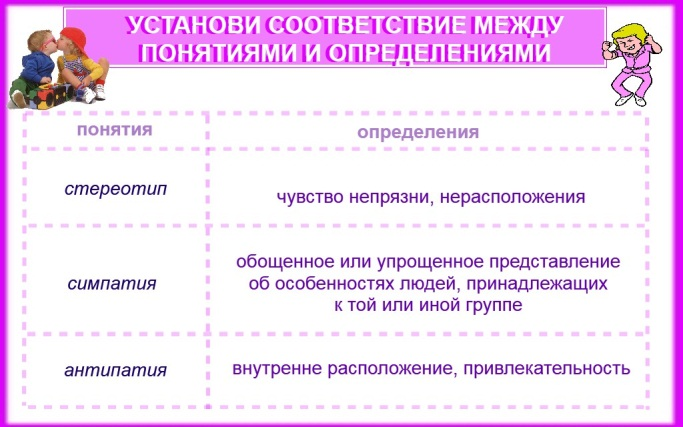 УСТАНОВИ СООТВЕТСТВИЕ МЕЖДУ
ПОНЯТИЯМИ И ОПРЕДЕЛЕНИЯМИ
понятия
определения
стереотип
чувство непрязни, нерасположения
симпатия
обощенное или упрощенное представление
об особенностях людей, принадлежащих
к той или иной группе
антипатия
внутренне расположение, привлекательность